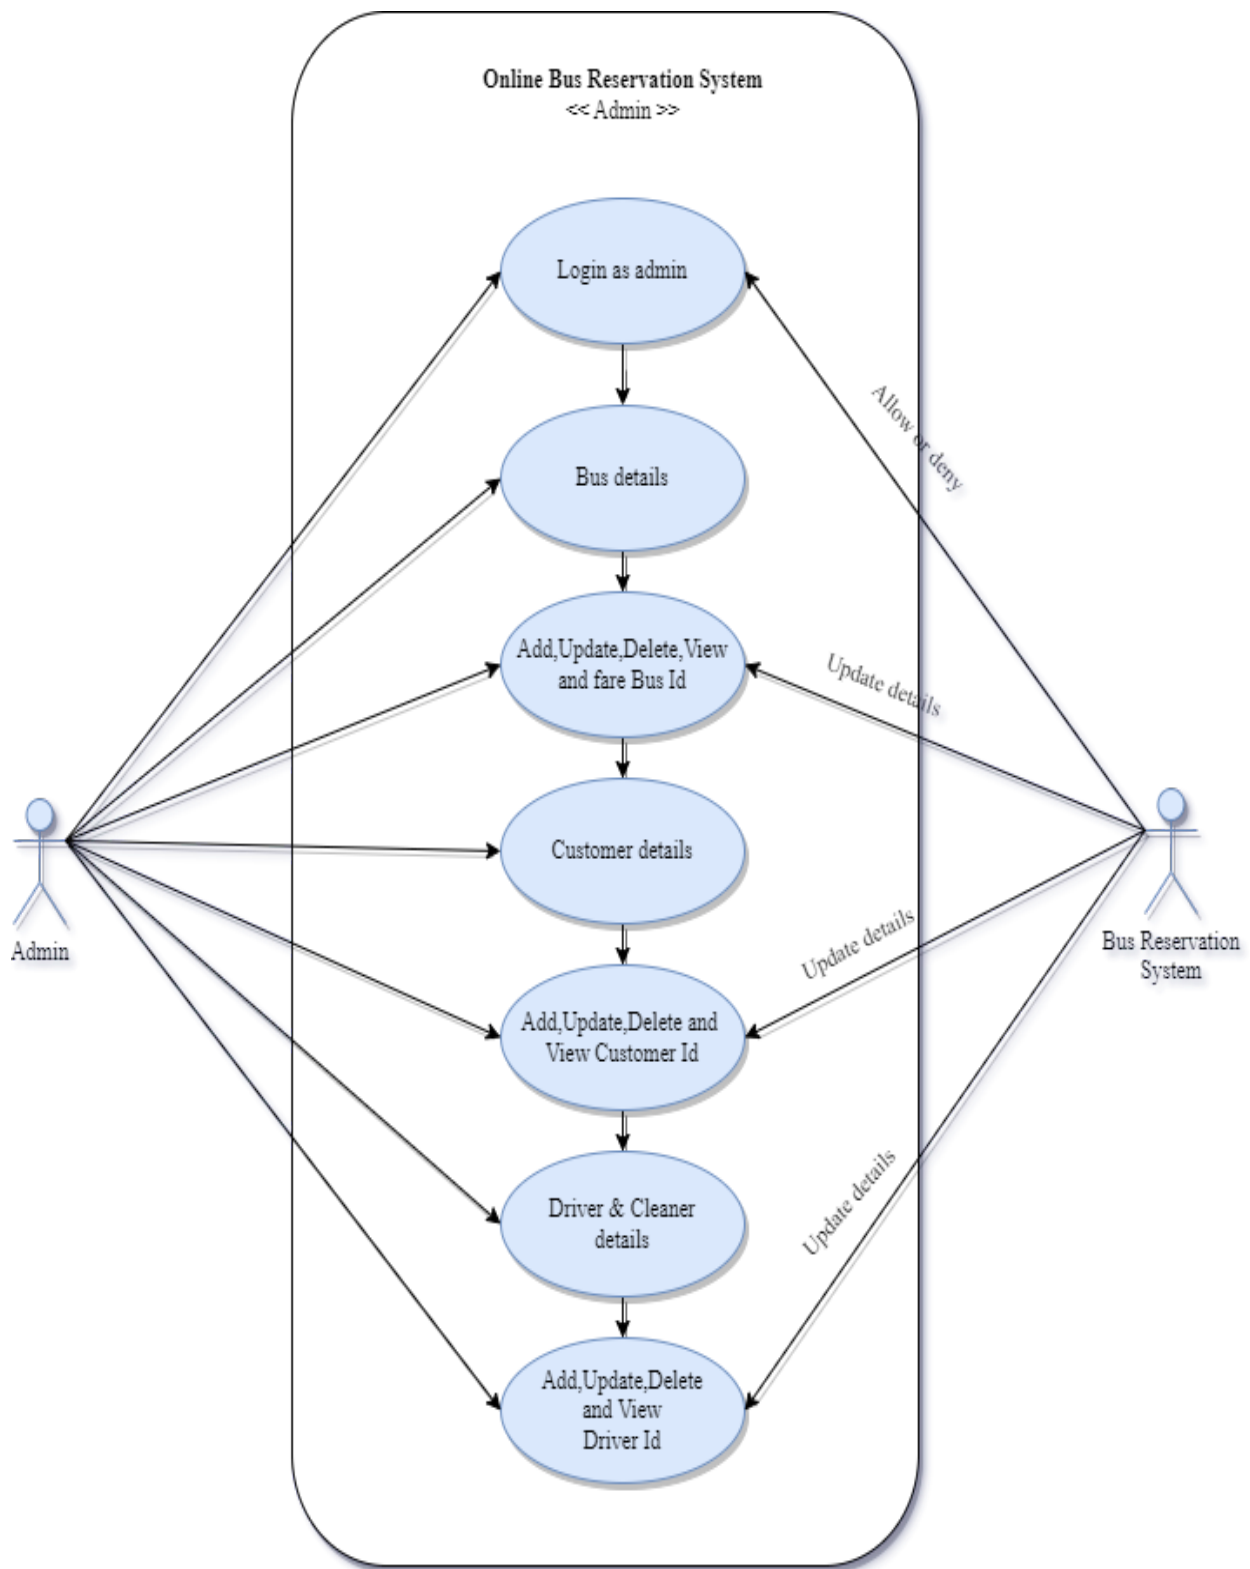 Online Bus Reservation System
<< Admin >>
Login as admin
Allow or deny
Bus details
Add,Update,Delete,View
and fare Bus Id
Update details
Customer details
Admin
Bus Reservation
System
Update details
Add,Update,Delete and
View Customer Id
Update details
Driver & Cleaner
details
Add,Update,Delete
and View
Driver Id